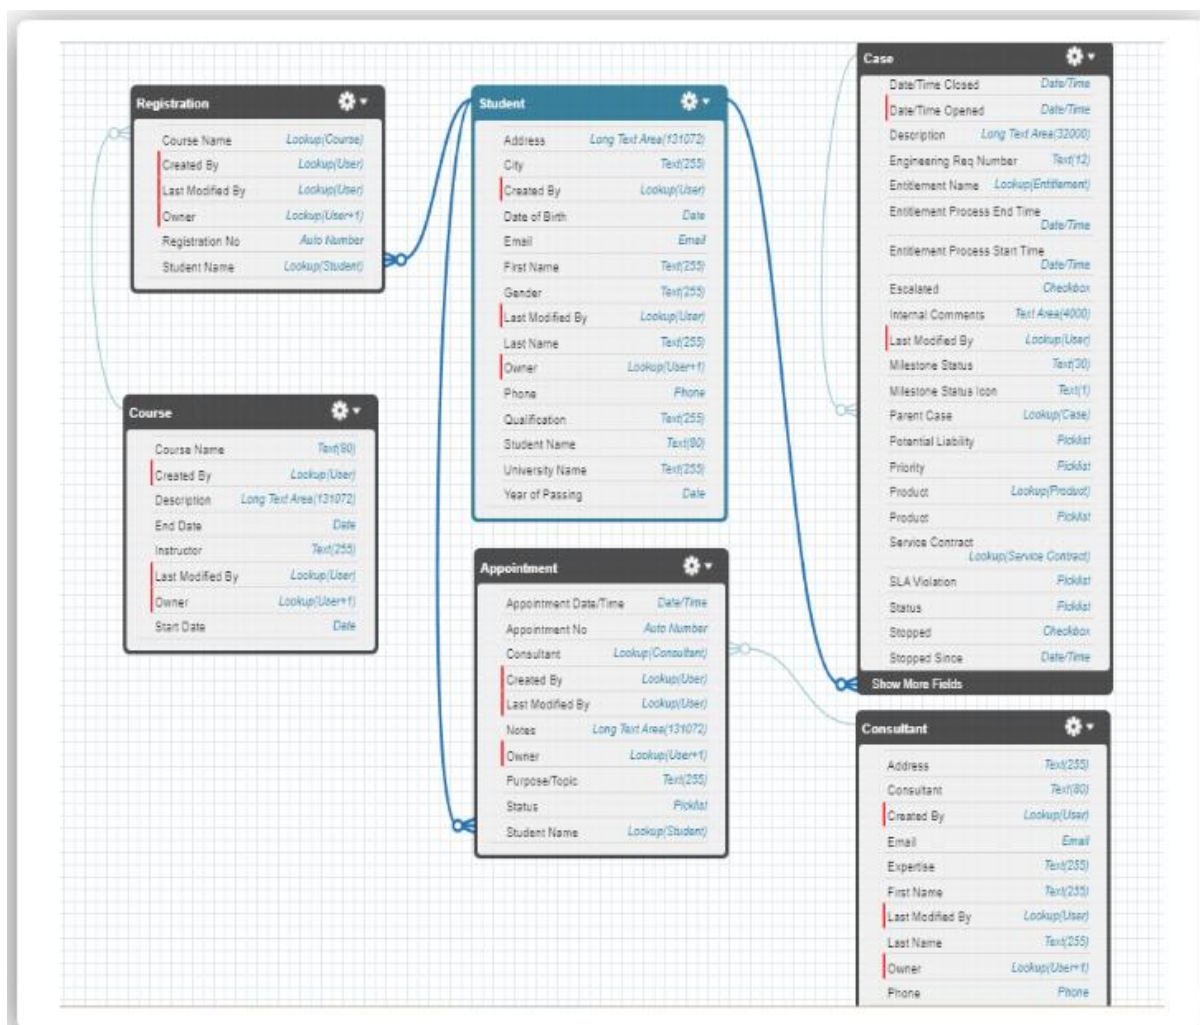 Registration
Course Name Lookup(Course)
Created By Lookup(User)
Last Modified By Lookup(User)
Owner Lookup(User+1)
Registration No Auto Number
Student Name Lookup(Student)
Course
Course Name Text(80)
Created By Lookup(User)
Description Long Text Area(131072)
End Date Date
Instructor Text(255)
Last Modified By Lookup(User)
Owner Lookup(User+1)
Start Date Date
Student
Address Long Text Area(131072)
City Text(255)
Created By Lookup(User)
Date of Birth Date
Email Email
First Name Text(255)
Gender Text(255)
Last Modified By Lookup(User)
Last Name Text(255)
Owner Lookup(User+1)
Phone Phone
Qualification Text(255)
Student Name Text(80)
University Name Text(255)
Year of Passing Date
Appointment
Appointment Date/Time Date/Time
Appointment No Auto Number
Consultant Lookup(Consultant)
Created By Lookup(User)
Last Modified By Lookup(User)
Notes Long Text Area(131072)
Owner Lookup(User+1)
Purpose/Topic Text(255)
Status Picklist
Student Name Lookup(Student)
Case
Date/Time Closed Date/Time
Date/Time Opened Date/Time
Description Long Text Area(32000)
Engineering Req Number Text(12)
Entitlement Name Lookup(Entitlement)
Entitlement Process End Time
Date/Time
Entitlement Process Start Time
Date/Time
Escalated Checkbox
Internal Comments Text Area(4000)
Last Modified By Lookup(User)
Milestone Status Text(30)
Milestone Status Icon Text(1)
Parent Case Lookup(Case)
Potential Liability Picklist
Priority Picklist
Product Lookup(Product)
Product Picklist
Service Contract
Lookup(Service Contract)
SLA Violation Picklist
Status Picklist
Stopped Checkbox
Stopped Since Date/Time
Show More Fields
Consultant
Address Text(255)
Consultant Text(80)
Created By Lookup(User)
Email Email
Expertise Text(255)
First Name Text(255)
Last Modified By Lookup(User)
Last Name Text(255)
Owner Lookup(User+1)
Phone Phone